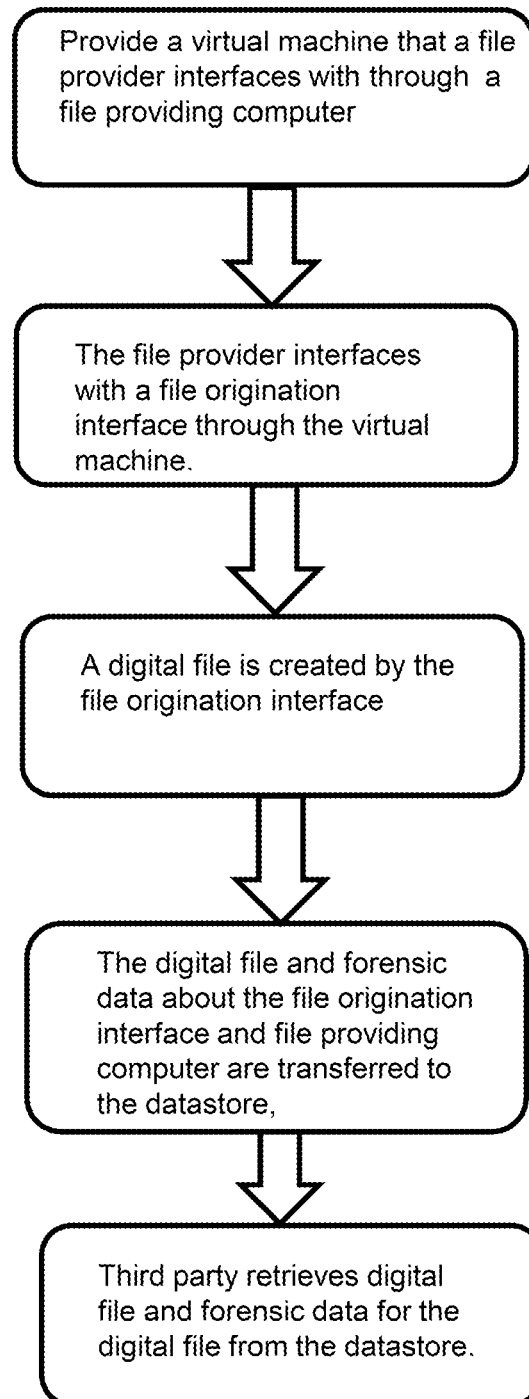 Provide a virtual machine that a file
provider interfaces with through a
file providing computer
The file provider interfaces
with a file origination
interface through the virtual
machine.
A digital file is created by the
file origination interface
The digital file and forensic
data about the file origination
interface and file providing
computer are transferred to
the datastore,
Third party retrieves digital
file and forensic data for the
digital file from the datastore.